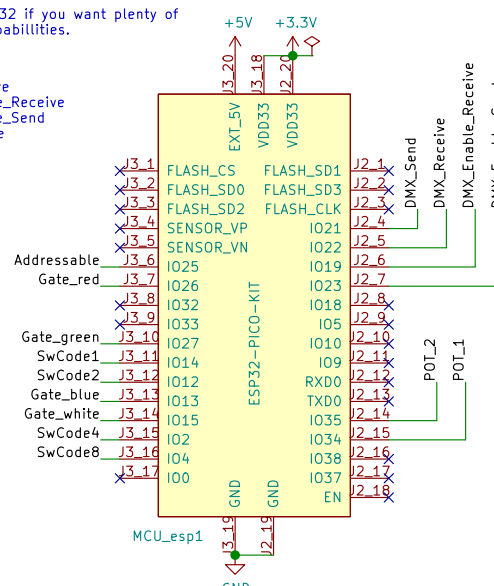 32 if you want plenty of
pabillities.
+5V
+3.3V
e_Receive
e_Send
J3_20
J3_18
J2_20
EXT_5V
VDD33
VDD33
DMX_Send
DMX_Receive
DMX_Enable_Receive
J3_1 FLASH_CS FLASH_SD1 J2_1
J3_2 FLASH_SD0 FLASH_SD3 J2_2
J3_3 FLASH_SD2 FLASH_CLK J2_3
J3_4 SENSOR_VP IO21 J2_4
J3_5 SENSOR_VN IO22 J2_5
Addressable J3_6 IO25 IO19 J2_6
Gate_red J3_7 IO26 IO23 J2_7
J3_8 IO32 IO18 J2_8
J3_9 IO33 IO5 J2_9
Gate_green J3_10 IO27 IO10 J2_10
SwCode1 J3_11 IO14 IO9 J2_11
SwCode2 J3_12 IO12 RXD0 J2_12
Gate_blue J3_13 IO13 TXD0 J2_13
Gate_white J3_14 IO15 IO35 J2_14
SwCode4 J3_15 IO2 IO34 J2_15
SwCode8 J3_16 IO4 IO38 J2_16
J3_17 IO0 IO37 J2_17
EN J2_18
ESP32-PICO-KIT
POT_2
POT_1
GND
GND
MCU_esp1
J3_19
J2_19
GND